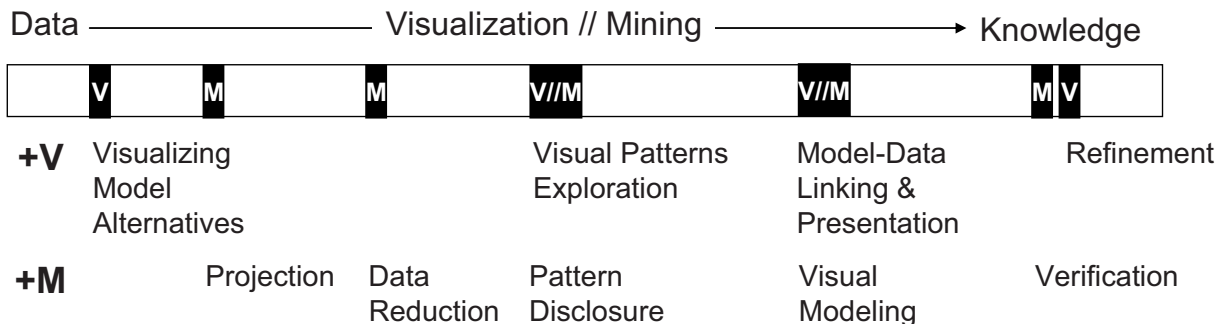 Data Visualization // Mining Knowledge
V M M V//M V//M M V
+V Visualizing Visual Patterns Model-Data Refinement
Model Exploration Linking &
Alternatives Presentation
+M Projection Data Pattern Visual Verification
Reduction Disclosure Modeling